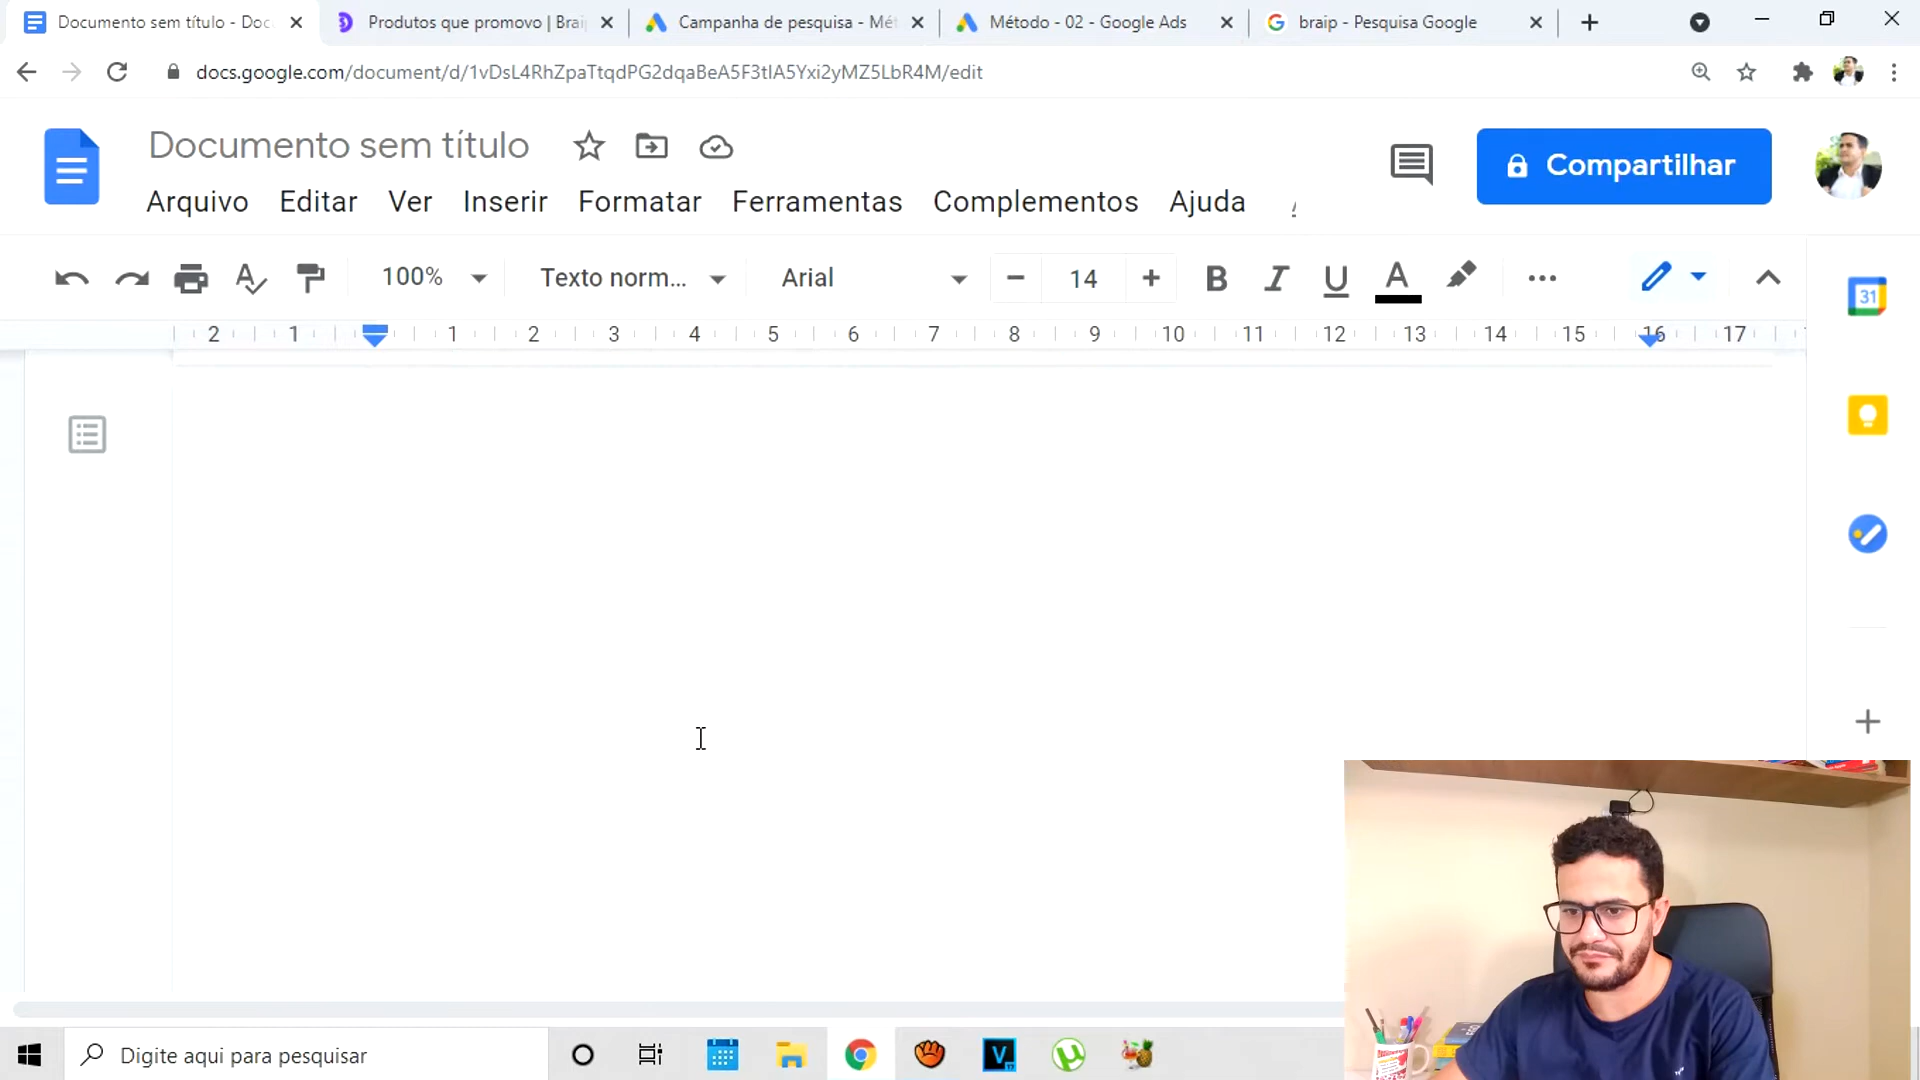 Documento sem título - Doc
Produtos que promovo | Brai
Campanha de pesquisa - Mét
Método - 02 - Google Ads
braip - Pesquisa Google
docs.google.com/document/d/1vDsL4RhZpaTtqdPG2dqaBeA5F3tIA5Yxi2yMZ5LbR4M/edit
Documento sem título
Compartilhar
Arquivo Editar Ver Inserir Formatar Ferramentas Complementos Ajuda
100% Texto norm... Arial 14 B I U A
31
2 1 1 2 3 4 5 6 7 8 9 10 11 12 13 14 15 16 17
Digite aqui para pesquisar